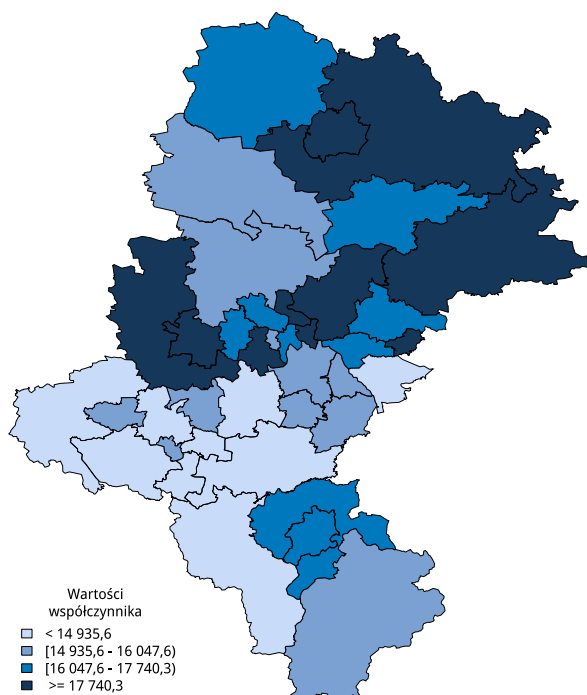 Wartości
współczynnika
< 14 935,6
[14 935,6 - 16 047,6)
[16 047,6 - 17 740,3)
>= 17 740,3